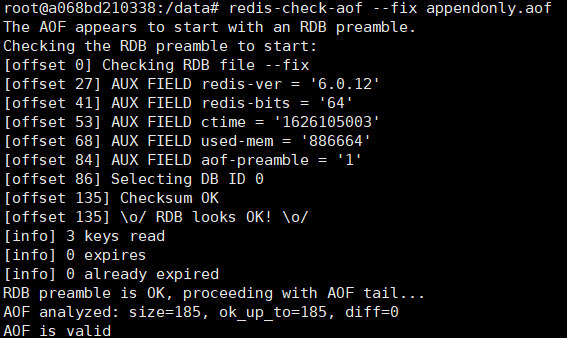 root@a068bd210338:/data# redis-check-aof --fix appendonly.aof
The AOF appears to start with an RDB preamble.
Checking the RDB preamble to start:
[offset 0] Checking RDB file --fix
[offset 27] AUX FIELD redis-ver = '6.0.12'
[offset 41] AUX FIELD redis-bits = '64'
[offset 53] AUX FIELD ctime = '1626105003'
[offset 68] AUX FIELD used-mem = '886664'
[offset 84] AUX FIELD aof-preamble = '1'
[offset 86] Selecting DB ID 0
[offset 135] Checksum OK
[offset 135] \o/ RDB looks OK! \o/
[info] 3 keys read
[info] 0 expires
[info] 0 already expired
RDB preamble is OK, proceeding with AOF tail...
AOF analyzed: size=185, ok_up_to=185, diff=0
AOF is valid